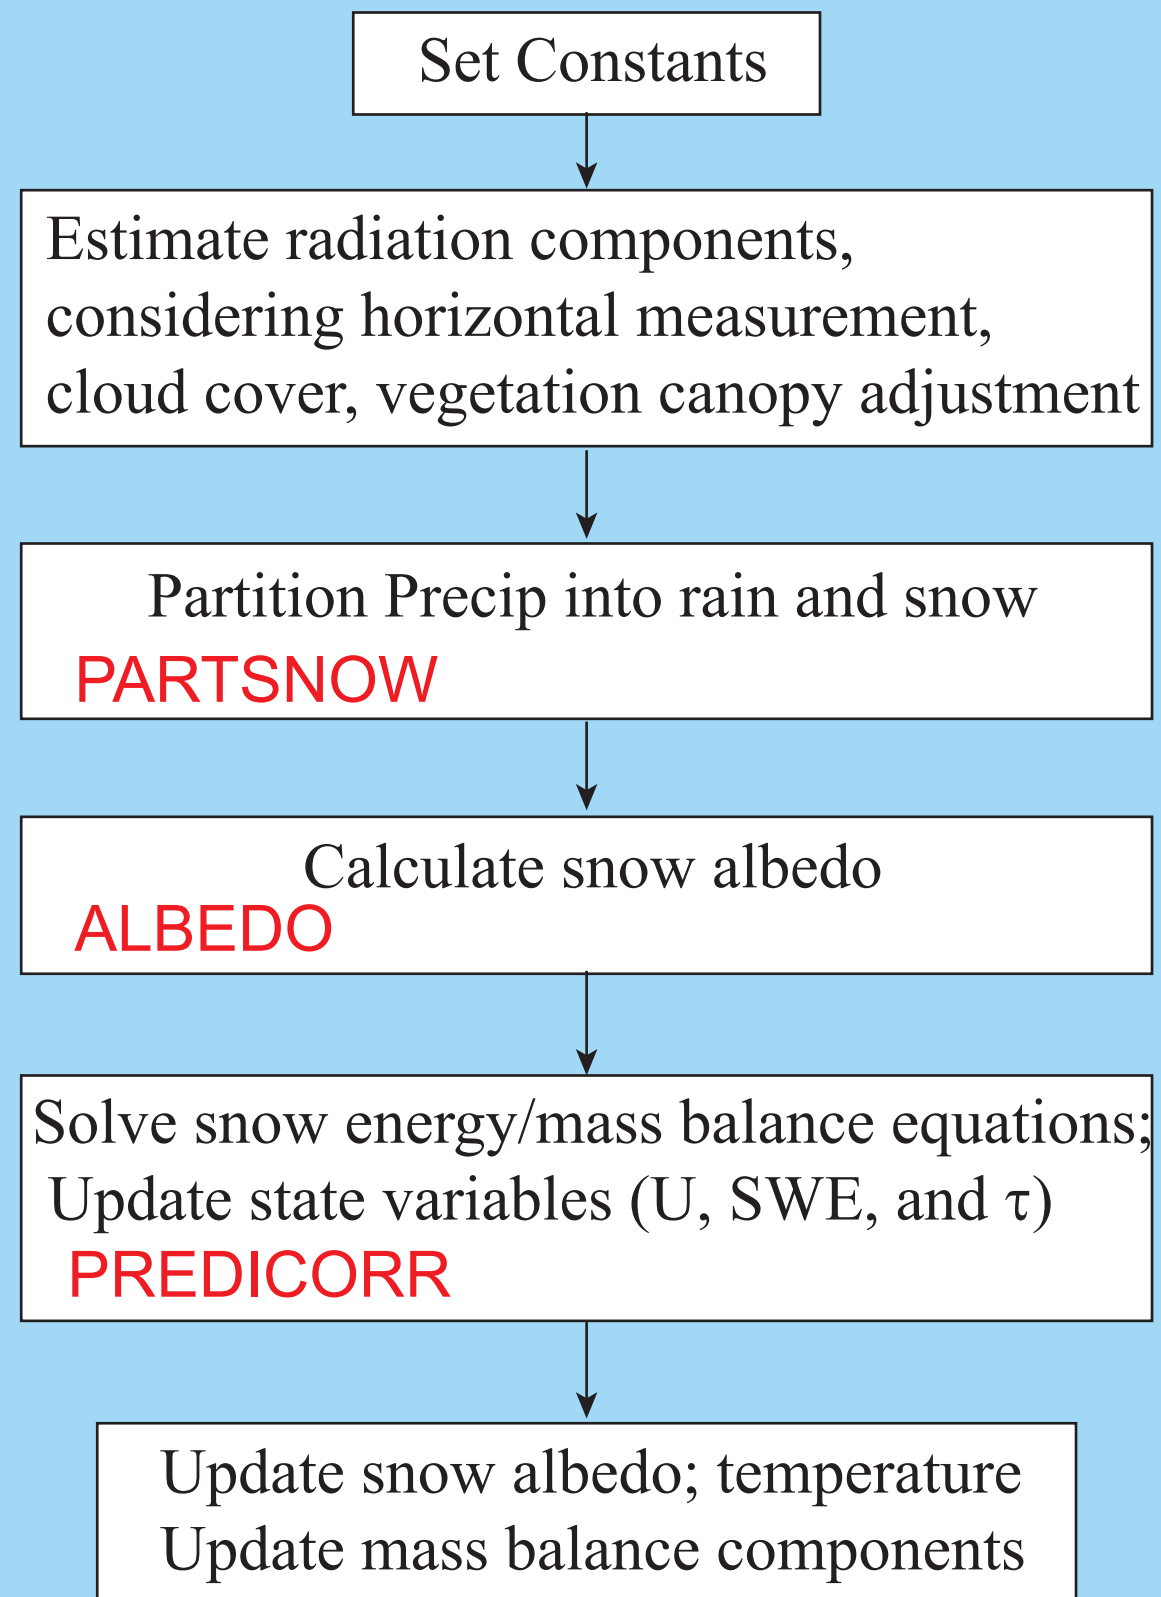 Set Constants
Estimate radiation components,
considering horizontal measurement,
cloud cover, vegetation canopy adjustment
Partition Precip into rain and snow
PARTSNOW
Calculate snow albedo
ALBEDO
Solve snow energy/mass balance equations;
Update state variables (U, SWE, and τ)
PREDICORR
Update snow albedo; temperature
Update mass balance components